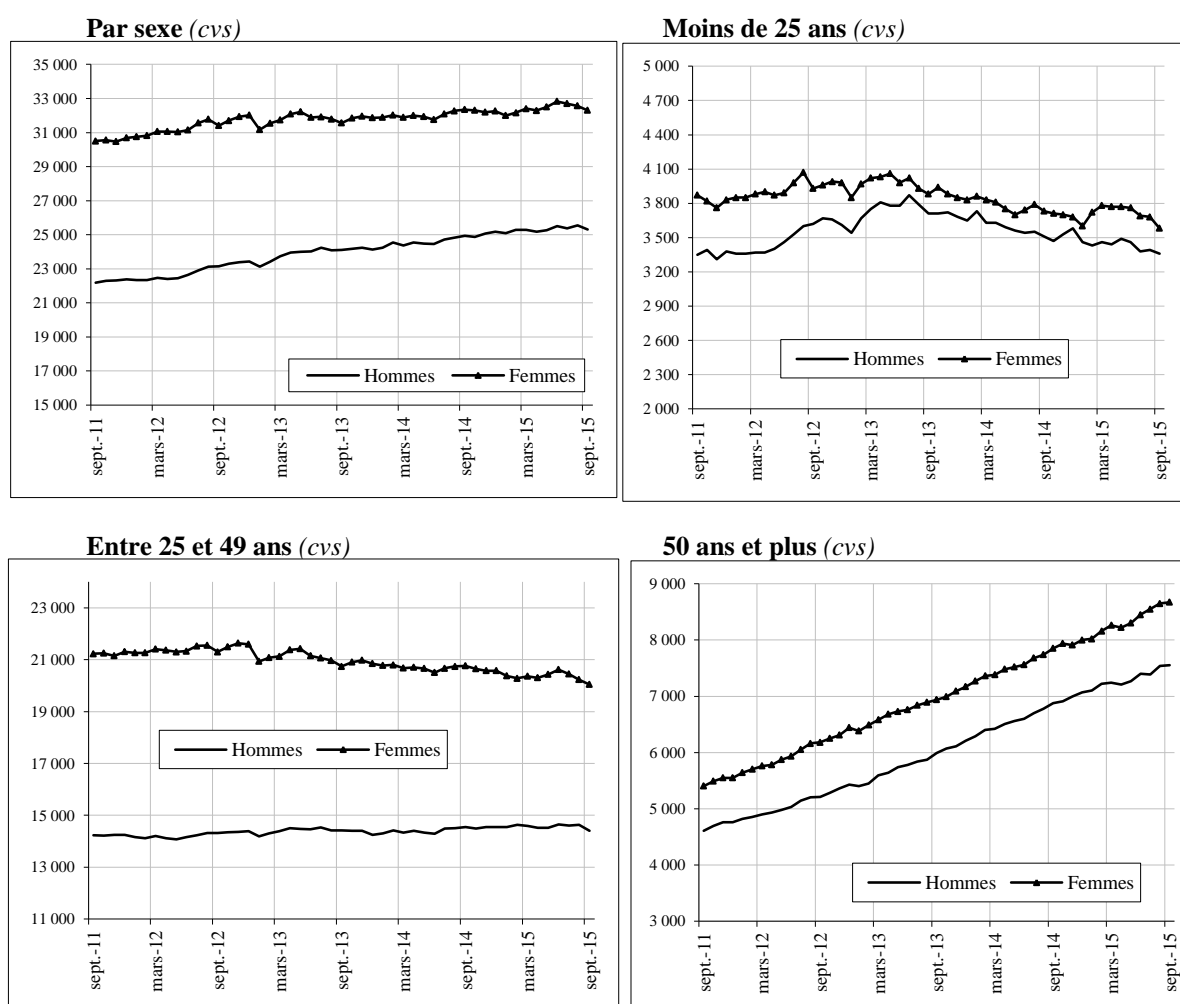 Par sexe (cvs)
35 000
33 000
31 000
29 000
27 000
25 000
23 000
21 000
19 000
17 000
15 000
Hommes
Femmes
sept.-11
mars-12
sept.-12
mars-13
sept.-13
mars-14
sept.-14
mars-15
sept.-15
Moins de 25 ans (cvs)
5 000
4 700
4 400
4 100
3 800
3 500
3 200
2 900
2 600
2 300
2 000
Hommes
Femmes
sept.-11
mars-12
sept.-12
mars-13
sept.-13
mars-14
sept.-14
mars-15
sept.-15
Entre 25 et 49 ans (cvs)
23 000
21 000
19 000
17 000
15 000
13 000
11 000
Hommes
Femmes
sept.-11
mars-12
sept.-12
mars-13
sept.-13
mars-14
sept.-14
mars-15
sept.-15
50 ans et plus (cvs)
9 000
8 000
7 000
6 000
5 000
4 000
3 000
Hommes
Femmes
sept.-11
mars-12
sept.-12
mars-13
sept.-13
mars-14
sept.-14
mars-15
sept.-15